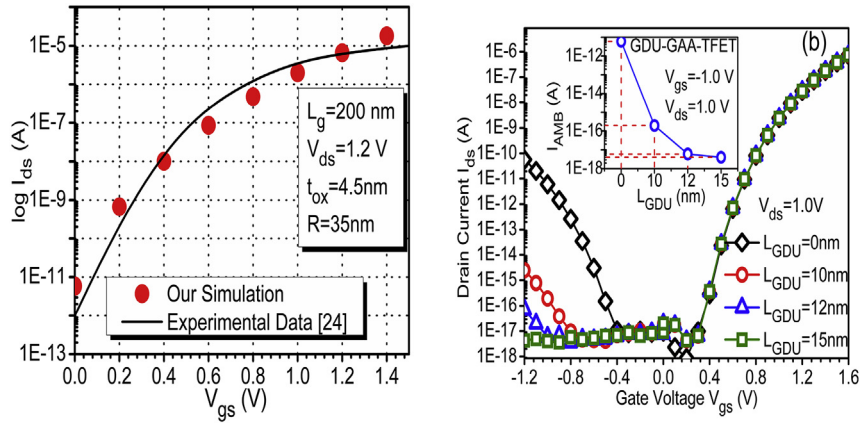 log I_ds (A)
1E-5
1E-7
1E-9
1E-11
1E-13
L_g=200 nm
V_ds=1.2 V
t_ox=4.5nm
R=35nm
Our Simulation
Experimental Data [24]
0.0 0.2 0.4 0.6 0.8 1.0 1.2 1.4
V_gs (V)
(b)
Drain Current I_ds (A)
1E-6
1E-7
1E-8
1E-9
1E-10
1E-11
1E-12
1E-13
1E-14
1E-15
1E-16
1E-17
1E-18
I_AMB (A)
1E-12
1E-14
1E-16
1E-18
GDU-GAA-TFET
V_gs=-1.0 V
V_ds=1.0 V
0 10 12 15
L_GDU (nm)
V_ds=1.0V
L_GDU=0nm
L_GDU=10nm
L_GDU=12nm
L_GDU=15nm
-1.2 -0.8 -0.4 0.0 0.4 0.8 1.2 1.6
Gate Voltage V_gs (V)